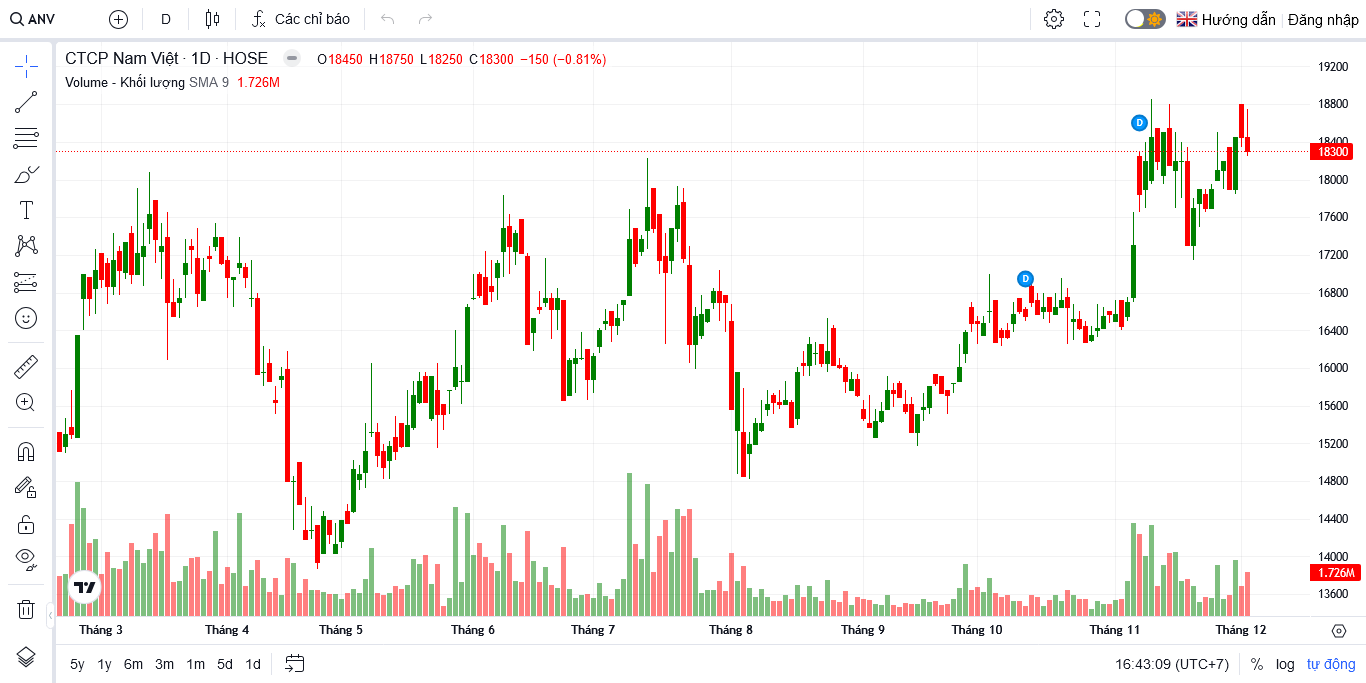 ANV D Các chỉ báo Hướng dẫn Đăng nhập
CTCP Nam Việt · 1D · HOSE O18450 H18750 L18250 C18300 −150 (−0.81%)
Volume - Khối lượng SMA 9 1.726M
19200
18800
18400
18300
18000
17600
17200
16800
16400
16000
15600
15200
14800
14400
14000
1.726M
13600
D
D
Tháng 3 Tháng 4 Tháng 5 Tháng 6 Tháng 7 Tháng 8 Tháng 9 Tháng 10 Tháng 11 Tháng 12
5y 1y 6m 3m 1m 5d 1d 16:43:09 (UTC+7) % log tự động